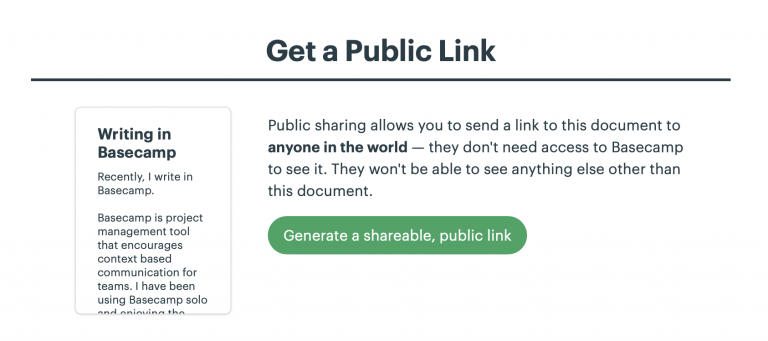 Get a Public Link
Writing in
Basecamp
Recently, I write in
Basecamp.
Basecamp is project
management tool
that encourages
context based
communication for
teams. I have been
using Basecamp solo
and enjoying the
Public sharing allows you to send a link to this document to
anyone in the world — they don't need access to Basecamp
to see it. They won't be able to see anything else other than
this document.
Generate a shareable, public link